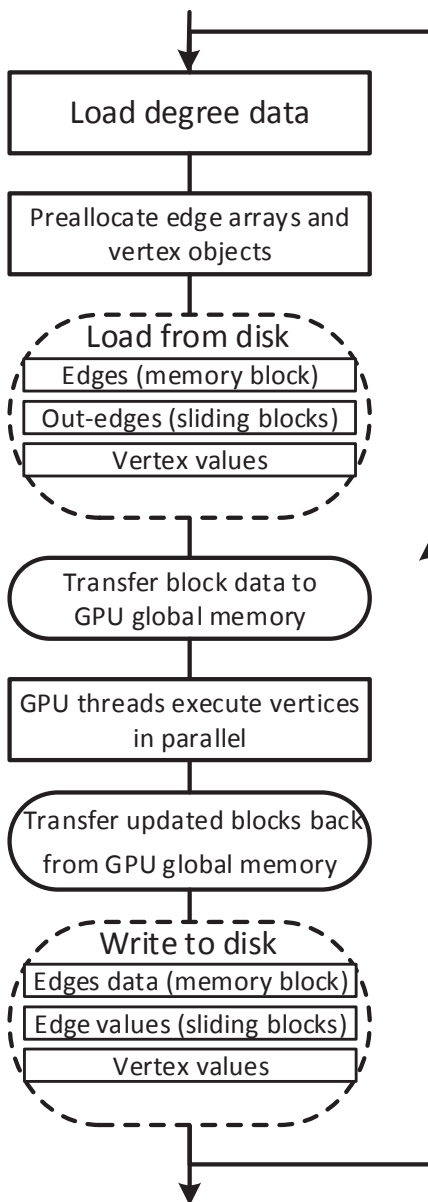 Load degree data
Preallocate edge arrays and
vertex objects
Load from disk
Edges (memory block)
Out-edges (sliding blocks)
Vertex values
Transfer block data to
GPU global memory
GPU threads execute vertices
in parallel
Transfer updated blocks back
from GPU global memory
Write to disk
Edges data (memory block)
Edge values (sliding blocks)
Vertex values